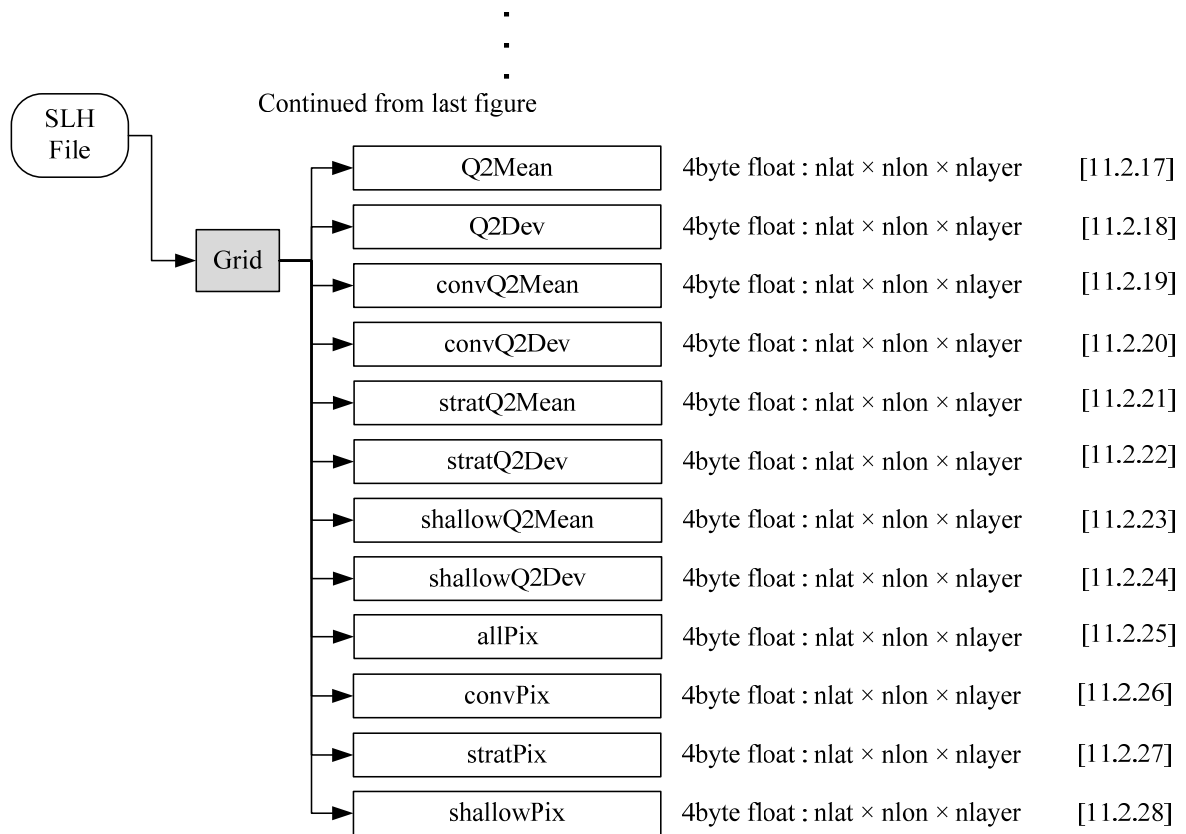 Continued from last figure
SLH
File
Grid
Q2Mean 4byte float : nlat × nlon × nlayer [11.2.17]
Q2Dev 4byte float : nlat × nlon × nlayer [11.2.18]
convQ2Mean 4byte float : nlat × nlon × nlayer [11.2.19]
convQ2Dev 4byte float : nlat × nlon × nlayer [11.2.20]
stratQ2Mean 4byte float : nlat × nlon × nlayer [11.2.21]
stratQ2Dev 4byte float : nlat × nlon × nlayer [11.2.22]
shallowQ2Mean 4byte float : nlat × nlon × nlayer [11.2.23]
shallowQ2Dev 4byte float : nlat × nlon × nlayer [11.2.24]
allPix 4byte float : nlat × nlon × nlayer [11.2.25]
convPix 4byte float : nlat × nlon × nlayer [11.2.26]
stratPix 4byte float : nlat × nlon × nlayer [11.2.27]
shallowPix 4byte float : nlat × nlon × nlayer [11.2.28]